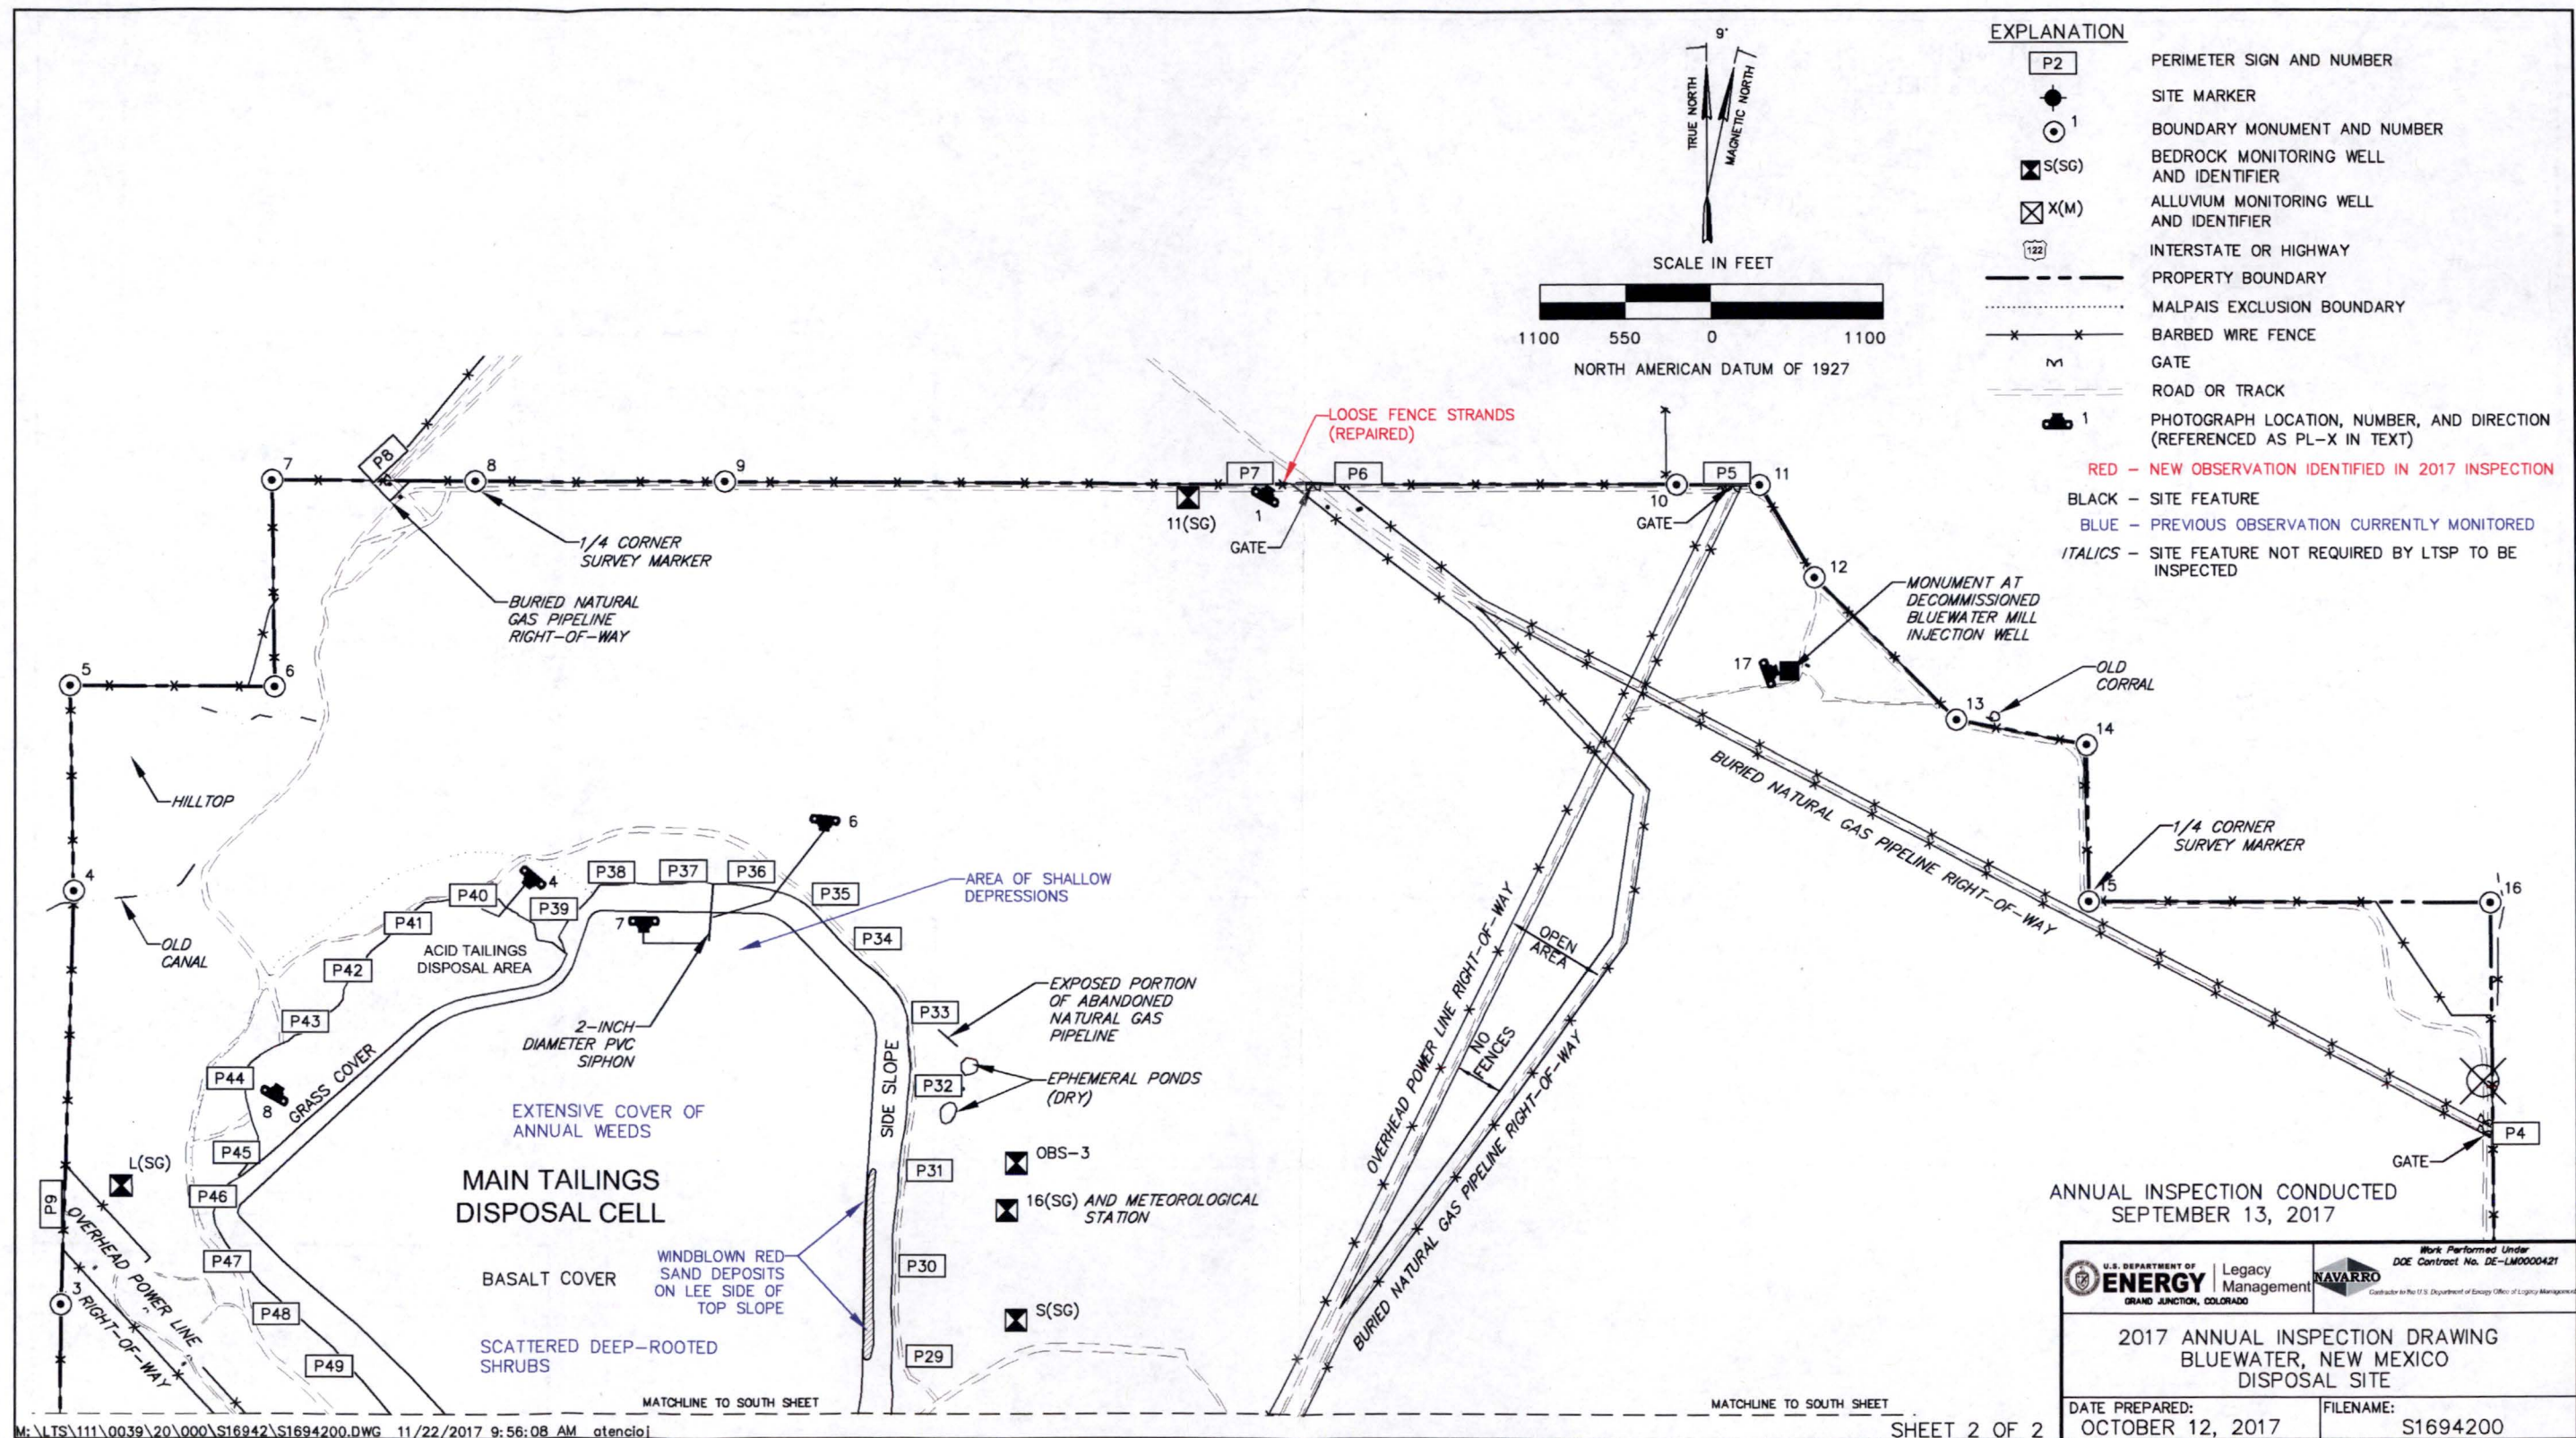 EXPLANATION
P2 PERIMETER SIGN AND NUMBER
SITE MARKER
1 BOUNDARY MONUMENT AND NUMBER
S(SG) BEDROCK MONITORING WELL
AND IDENTIFIER
X(M) ALLUVIUM MONITORING WELL
AND IDENTIFIER
122 INTERSTATE OR HIGHWAY
PROPERTY BOUNDARY
MALPAIS EXCLUSION BOUNDARY
BARBED WIRE FENCE
GATE
ROAD OR TRACK
1 PHOTOGRAPH LOCATION, NUMBER, AND DIRECTION
(REFERENCED AS PL-X IN TEXT)
RED - NEW OBSERVATION IDENTIFIED IN 2017 INSPECTION
BLACK - SITE FEATURE
BLUE - PREVIOUS OBSERVATION CURRENTLY MONITORED
ITALICS - SITE FEATURE NOT REQUIRED BY LTSP TO BE
INSPECTED
9°
TRUE NORTH
MAGNETIC NORTH
SCALE IN FEET
1100 550 0 1100
NORTH AMERICAN DATUM OF 1927
LOOSE FENCE STRANDS
(REPAIRED)
7
P8
8
9
P7
P6
10
P5
11
11(SG)
1
GATE
GATE
1/4 CORNER
SURVEY MARKER
BURIED NATURAL
GAS PIPELINE
RIGHT-OF-WAY
12
MONUMENT AT
DECOMMISSIONED
BLUEWATER MILL
INJECTION WELL
17
OLD
CORRAL
13
14
5
6
HILLTOP
4
OLD
CANAL
BURIED NATURAL GAS PIPELINE RIGHT-OF-WAY
1/4 CORNER
SURVEY MARKER
15
16
6
4
7
P38
P37
P36
P35
P34
P40
P39
P41
P42
P43
P44
8
P45
P46
P47
P48
P49
ACID TAILINGS
DISPOSAL AREA
AREA OF SHALLOW
DEPRESSIONS
2-INCH
DIAMETER PVC
SIPHON
GRASS COVER
P33
P32
P31
P30
P29
SIDE SLOPE
EXPOSED PORTION
OF ABANDONED
NATURAL GAS
PIPELINE
EPHEMERAL PONDS
(DRY)
OBS-3
16(SG) AND METEOROLOGICAL
STATION
S(SG)
EXTENSIVE COVER OF
ANNUAL WEEDS
MAIN TAILINGS
DISPOSAL CELL
BASALT COVER
WINDBLOWN RED
SAND DEPOSITS
ON LEE SIDE OF
TOP SLOPE
SCATTERED DEEP-ROOTED
SHRUBS
L(SG)
P9
3
OVERHEAD POWER LINE
RIGHT-OF-WAY
OVERHEAD POWER LINE RIGHT-OF-WAY
OPEN
AREA
NO
FENCES
BURIED NATURAL GAS PIPELINE RIGHT-OF-WAY
P4
GATE
ANNUAL INSPECTION CONDUCTED
SEPTEMBER 13, 2017
U.S. DEPARTMENT OF
ENERGY
Legacy
Management
GRAND JUNCTION, COLORADO
NAVARRO
Work Performed Under
DOE Contract No. DE-LM0000421
Contractor to the U.S. Department of Energy Office of Legacy Management
2017 ANNUAL INSPECTION DRAWING
BLUEWATER, NEW MEXICO
DISPOSAL SITE
DATE PREPARED:
OCTOBER 12, 2017
FILENAME:
S1694200
MATCHLINE TO SOUTH SHEET
MATCHLINE TO SOUTH SHEET
SHEET 2 OF 2
M:\LTS\111\0039\20\000\S16942\S1694200.DWG 11/22/2017 9:56:08 AM atencioj